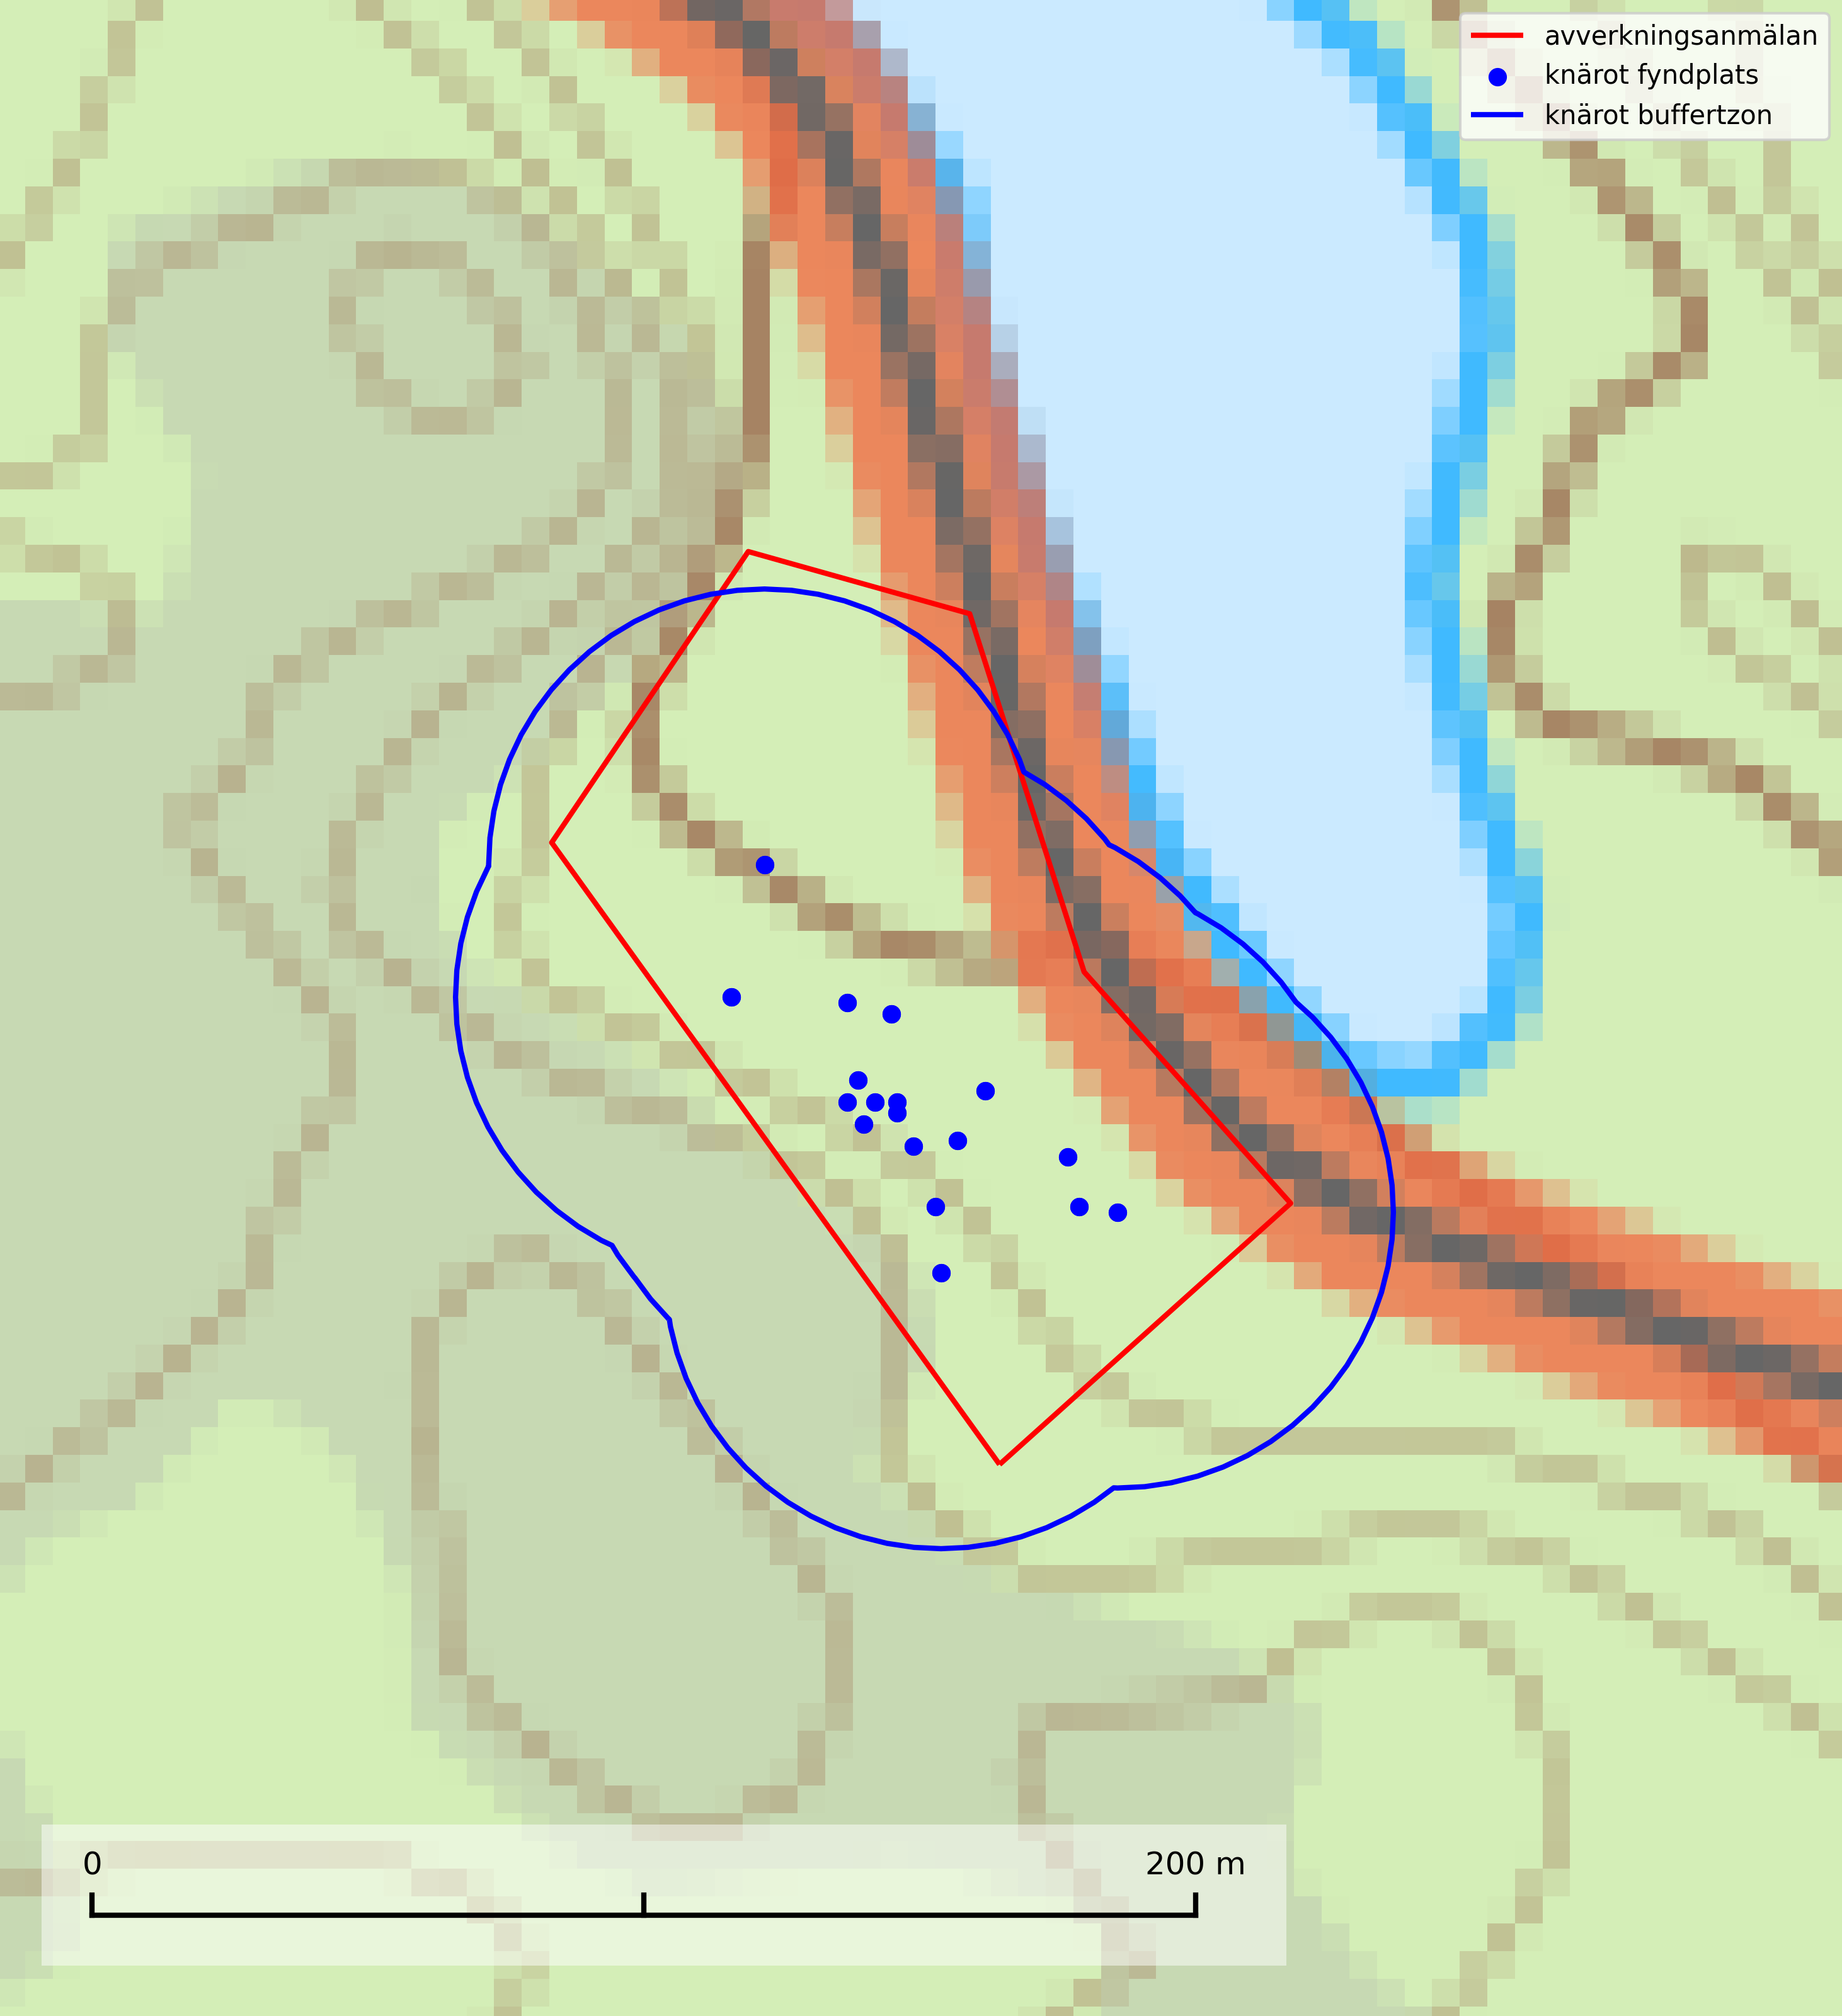 avverkningsanmälan
knärot fyndplats
knärot buffertzon
0
200 m